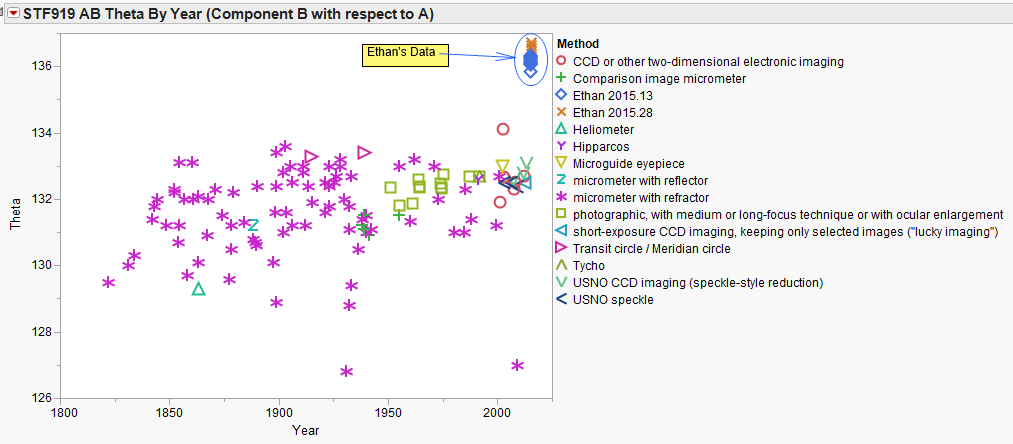 STF919 AB Theta By Year (Component B with respect to A)
Ethan's Data
136
134
132
130
128
126
Theta
1800
1850
1900
1950
2000
Year
Method
CCD or other two-dimensional electronic imaging
Comparison image micrometer
Ethan 2015.13
Ethan 2015.28
Heliometer
Hipparcos
Microguide eyepiece
micrometer with reflector
micrometer with refractor
photographic, with medium or long-focus technique or with ocular enlargement
short-exposure CCD imaging, keeping only selected images ("lucky imaging")
Transit circle / Meridian circle
Tycho
USNO CCD imaging (speckle-style reduction)
USNO speckle